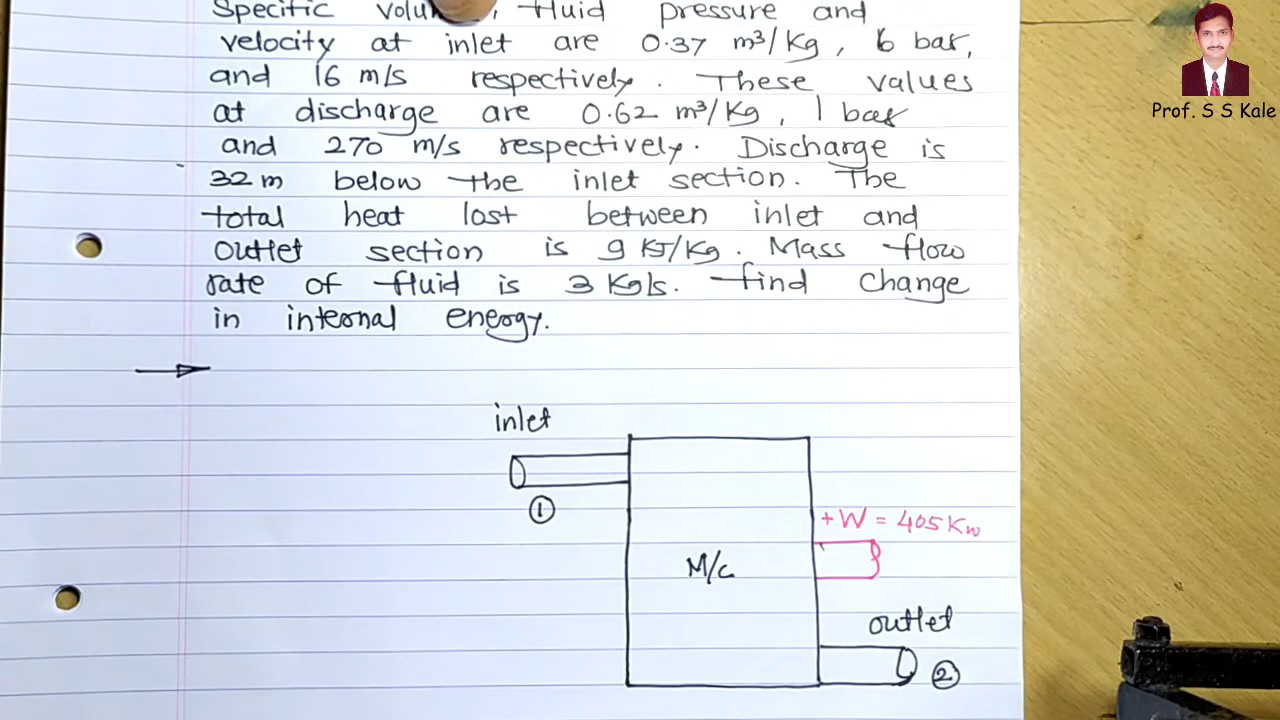 Specific , fluid pressure and
velocity at inlet are 0.37 m³/kg, 6 bar,
and 16 m/s respectively. These values
at discharge are 0.62 m³/kg, 1 bar
and 270 m/s respectively. Discharge is
32 m below the inlet section. The
total heat lost between inlet and
outlet section is 9 KJ/Kg. Mass flow
rate of fluid is 3 Kg/s. find change
in internal energy.
inlet
①
+W = 405 Kw
M/c
outlet
②
Prof. S S Kale